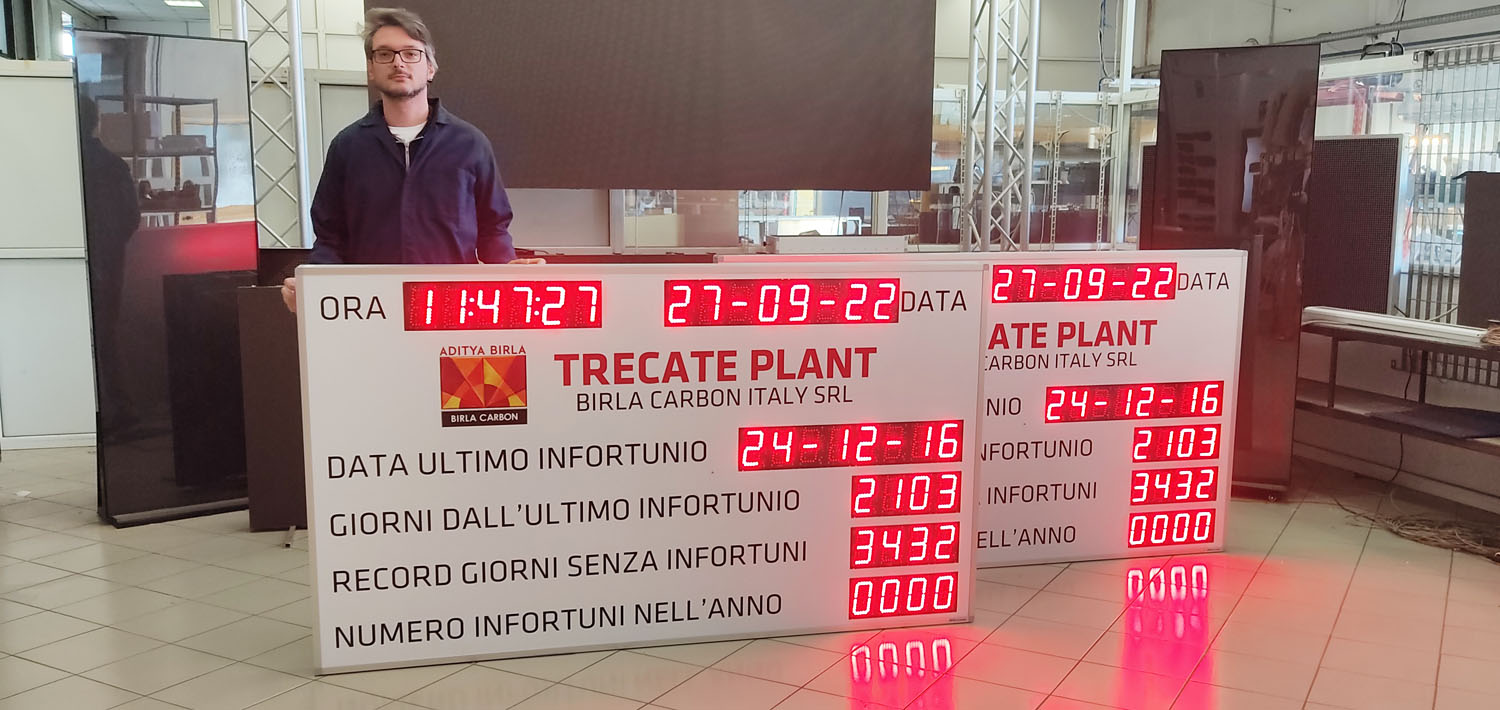 ORA 11:47:27 27-09-22 DATA
ADITYA BIRLA
BIRLA CARBON
TRECATE PLANT
BIRLA CARBON ITALY SRL
DATA ULTIMO INFORTUNIO 24-12-16
GIORNI DALL'ULTIMO INFORTUNIO 2103
RECORD GIORNI SENZA INFORTUNI 3432
NUMERO INFORTUNI NELL'ANNO 0000
27-09-22 DATA
ATE PLANT
CARBON ITALY SRL
NIO 24-12-16
NFORTUNIO 2103
A INFORTUNI 3432
ELL'ANNO 0000